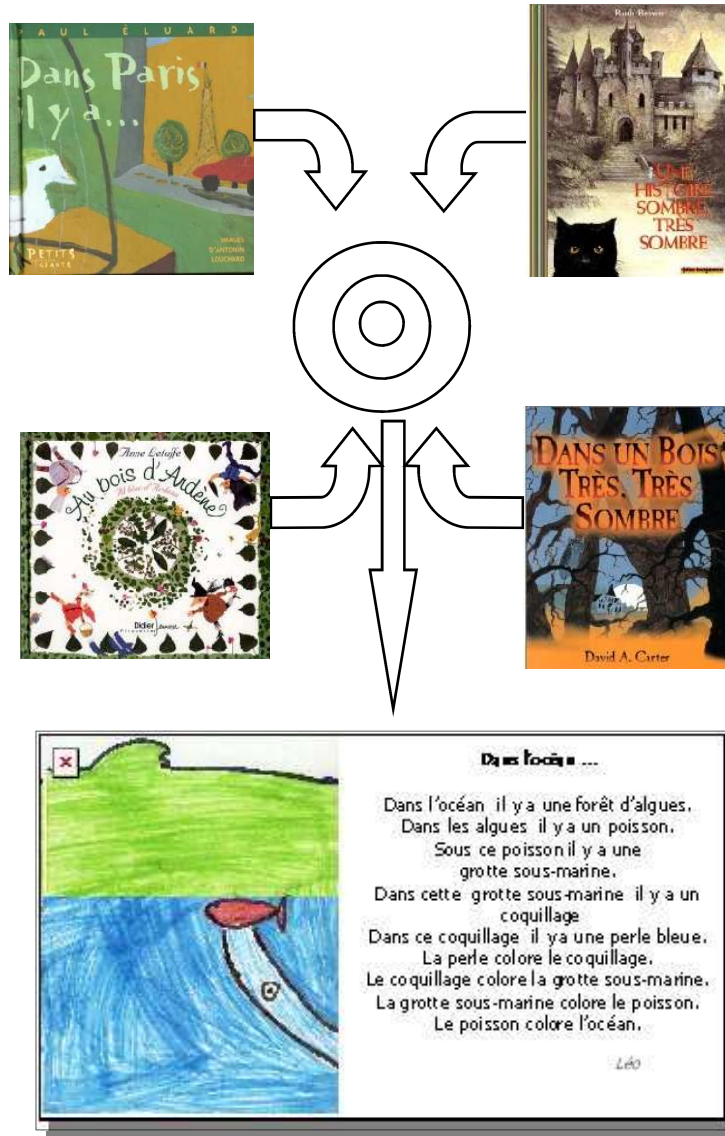 PAUL ÉLUARD
Dans Paris
il y a...
IMAGES
D'ANTONIN
LOUCHARD
PETITS
GÉANTS
Ruth Brown
UNE
HISTOIRE
SOMBRE,
TRÈS
SOMBRE
Anne Letuffe
Au bois d'Ardène
Didier
Jeunesse
DANS UN BOIS
TRÈS, TRÈS
SOMBRE
David A. Carter
Dans l'océan ...
Dans l'océan il y a une forêt d'algues.
Dans les algues il y a un poisson.
Sous ce poisson il y a une
grotte sous-marine.
Dans cette grotte sous-marine il y a un
coquillage
Dans ce coquillage il ya une perle bleue.
La perle colore le coquillage.
Le coquillage colore la grotte sous-marine.
La grotte sous-marine colore le poisson.
Le poisson colore l'océan.
Léo